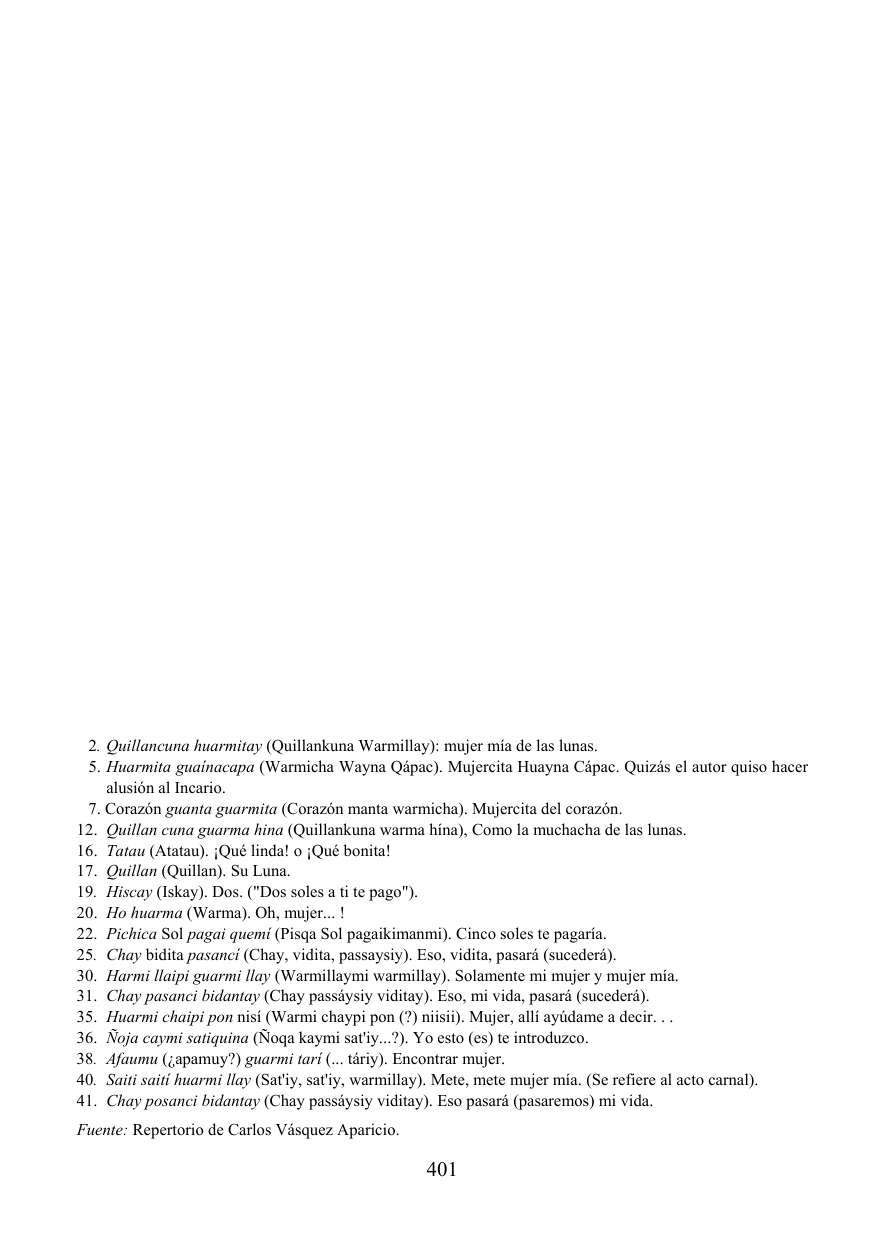 2. Quillancuna huarmitay (Quillankuna Warmillay): mujer mía de las lunas.
5. Huarmita guaínacapa (Warmicha Wayna Qápac). Mujercita Huayna Cápac. Quizás el autor quiso hacer
alusión al Incario.
7. Corazón guanta guarmita (Corazón manta warmicha). Mujercita del corazón.
12. Quillan cuna guarma hina (Quillankuna warma hína), Como la muchacha de las lunas.
16. Tatau (Atatau). ¡Qué linda! o ¡Qué bonita!
17. Quillan (Quillan). Su Luna.
19. Hiscay (Iskay). Dos. ("Dos soles a ti te pago").
20. Ho huarma (Warma). Oh, mujer... !
22. Pichica Sol pagai quemí (Pisqa Sol pagaikimanmi). Cinco soles te pagaría.
25. Chay bidita pasancí (Chay, vidita, passaysiy). Eso, vidita, pasará (sucederá).
30. Harmi llaipi guarmi llay (Warmillaymi warmillay). Solamente mi mujer y mujer mía.
31. Chay pasanci bidantay (Chay passáysiy viditay). Eso, mi vida, pasará (sucederá).
35. Huarmi chaipi pon nisí (Warmi chaypi pon (?) niisii). Mujer, allí ayúdame a decir. . .
36. Ñoja caymi satiquina (Ñoqa kaymi sat'iy...?). Yo esto (es) te introduzco.
38. Afaumu (¿apamuy?) guarmi tarí (... táriy). Encontrar mujer.
40. Saiti saití huarmi llay (Sat'iy, sat'iy, warmillay). Mete, mete mujer mía. (Se refiere al acto carnal).
41. Chay posanci bidantay (Chay passáysiy viditay). Eso pasará (pasaremos) mi vida.
Fuente: Repertorio de Carlos Vásquez Aparicio.
401